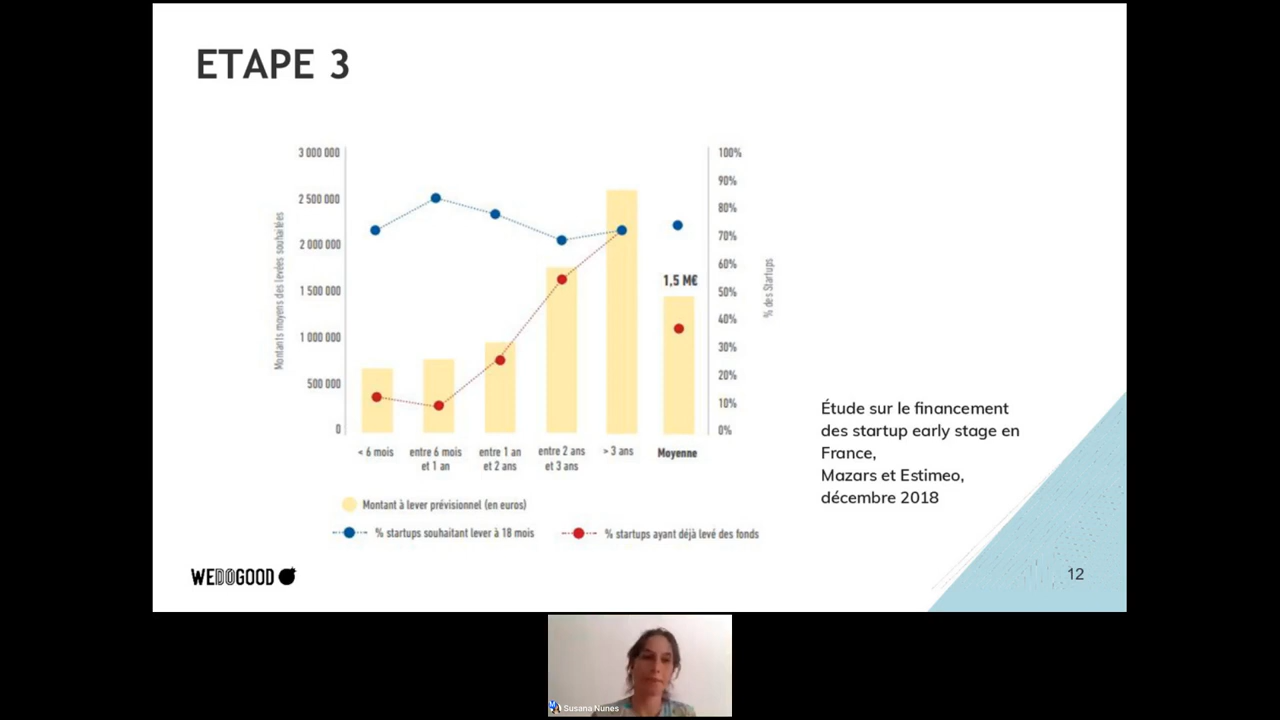 ETAPE 3
3 000 000
2 500 000
2 000 000
1 500 000
1 000 000
500 000
0
Montants moyens des levées souhaitées
100%
90%
80%
70%
60%
50%
40%
30%
20%
10%
0%
% des Startups
1,5 M€
< 6 mois
entre 6 mois
et 1 an
entre 1 an
et 2 ans
entre 2 ans
et 3 ans
> 3 ans
Moyenne
Montant à lever prévisionnel (en euros)
% startups souhaitant lever à 18 mois
% startups ayant déjà levé des fonds
Étude sur le financement
des startup early stage en
France,
Mazars et Estimeo,
décembre 2018
WEDOGOOD
12
Susana Nunes